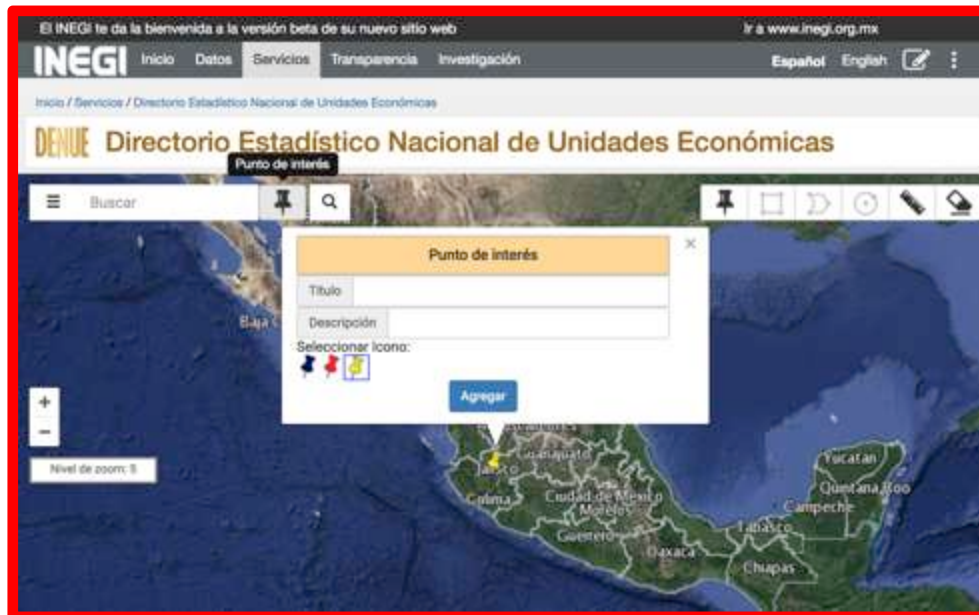 El INEGI te da la bienvenida a la versión beta de su nuevo sitio web
Ir a www.inegi.org.mx
INEGI Inicio Datos Servicios Transparencia Investigación Español English
Inicio / Servicios / Directorio Estadístico Nacional de Unidades Económicas
DENUE Directorio Estadístico Nacional de Unidades Económicas
Punto de interés
Buscar
Punto de interés
Título
Descripción
Seleccionar icono:
Agregar
Baja
+
-
Nivel de zoom: 5
Guanajuato
Jalisco
Yucatán
Colima
Ciudad de México
Quintana Roo
Morelos
Campeche
Guerrero
Tabasco
Oaxaca
Chiapas